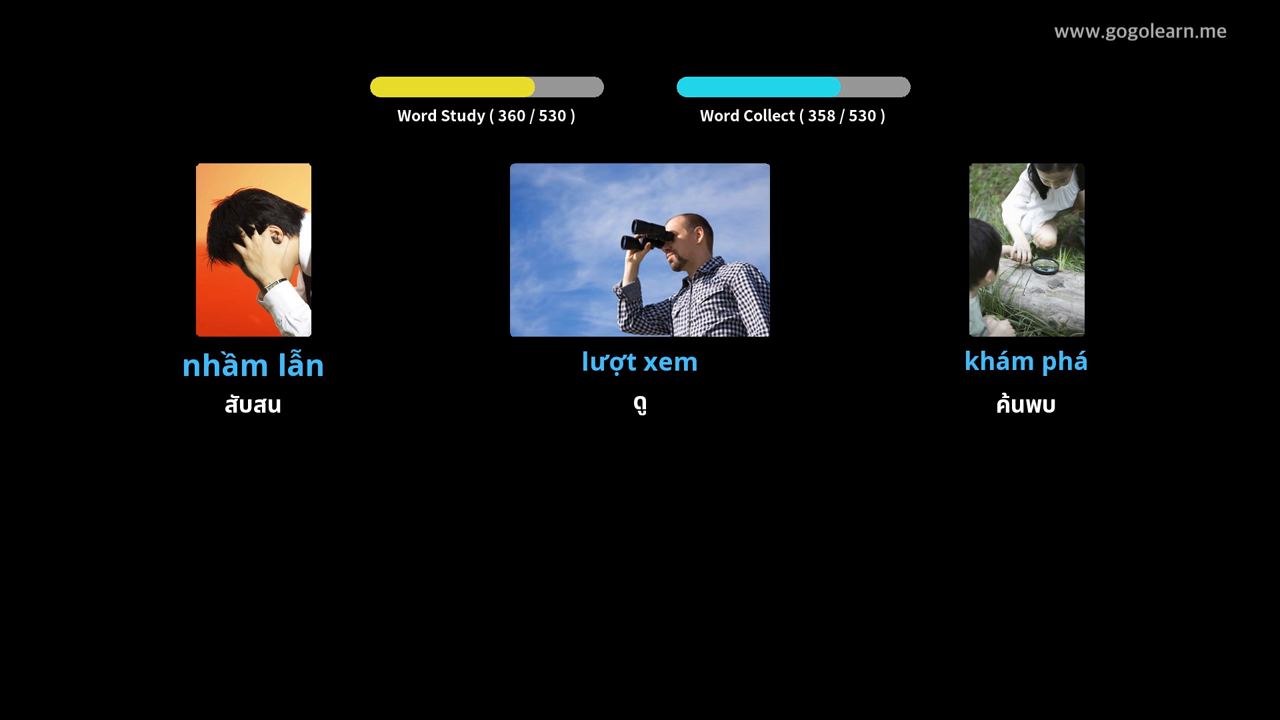 www.gogolearn.me
Word Study ( 360 / 530 )
Word Collect ( 358 / 530 )
nhầm lẫn
lượt xem
khám phá
สับสน
ดู
ค้นพบ